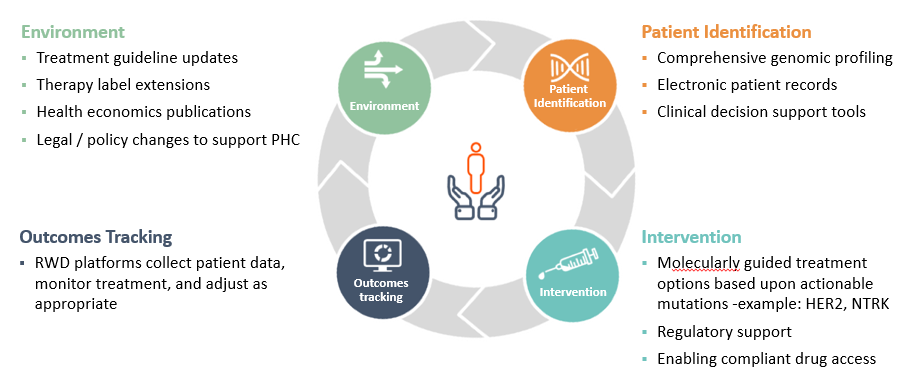 Environment
▪ Treatment guideline updates
▪ Therapy label extensions
▪ Health economics publications
▪ Legal / policy changes to support PHC
Environment
Patient
Identification
Patient Identification
▪ Comprehensive genomic profiling
▪ Electronic patient records
▪ Clinical decision support tools
Outcomes Tracking
▪ RWD platforms collect patient data,
monitor treatment, and adjust as
appropriate
Outcomes
tracking
Intervention
Intervention
▪ Molecularly guided treatment
options based upon actionable
mutations -example: HER2, NTRK
▪ Regulatory support
▪ Enabling compliant drug access